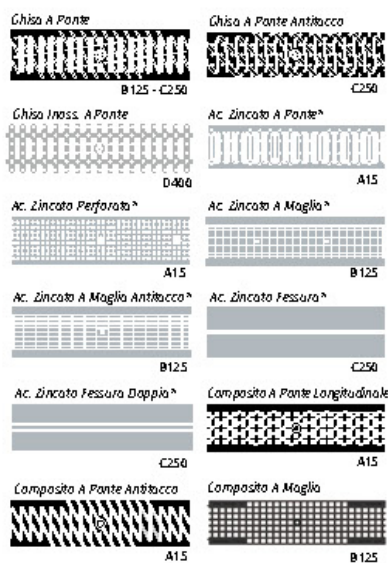 Ghisa A Ponte
B125 - C250
Ghisa A Ponte Antitacco
C250
Ghisa Inoss. A Ponte
D400
Ac. Zincato A Ponte*
A15
Ac. Zincato Perforata*
A15
Ac. Zincato A Maglia*
B125
Ac. Zincato A Maglia Antitacco*
B125
Ac. Zincato Fessura*
C250
Ac. Zincato Fessura Doppia*
C250
Composito A Ponte Longitudinale
A15
Composito A Ponte Antitacco
A15
Composito A Maglia
B125